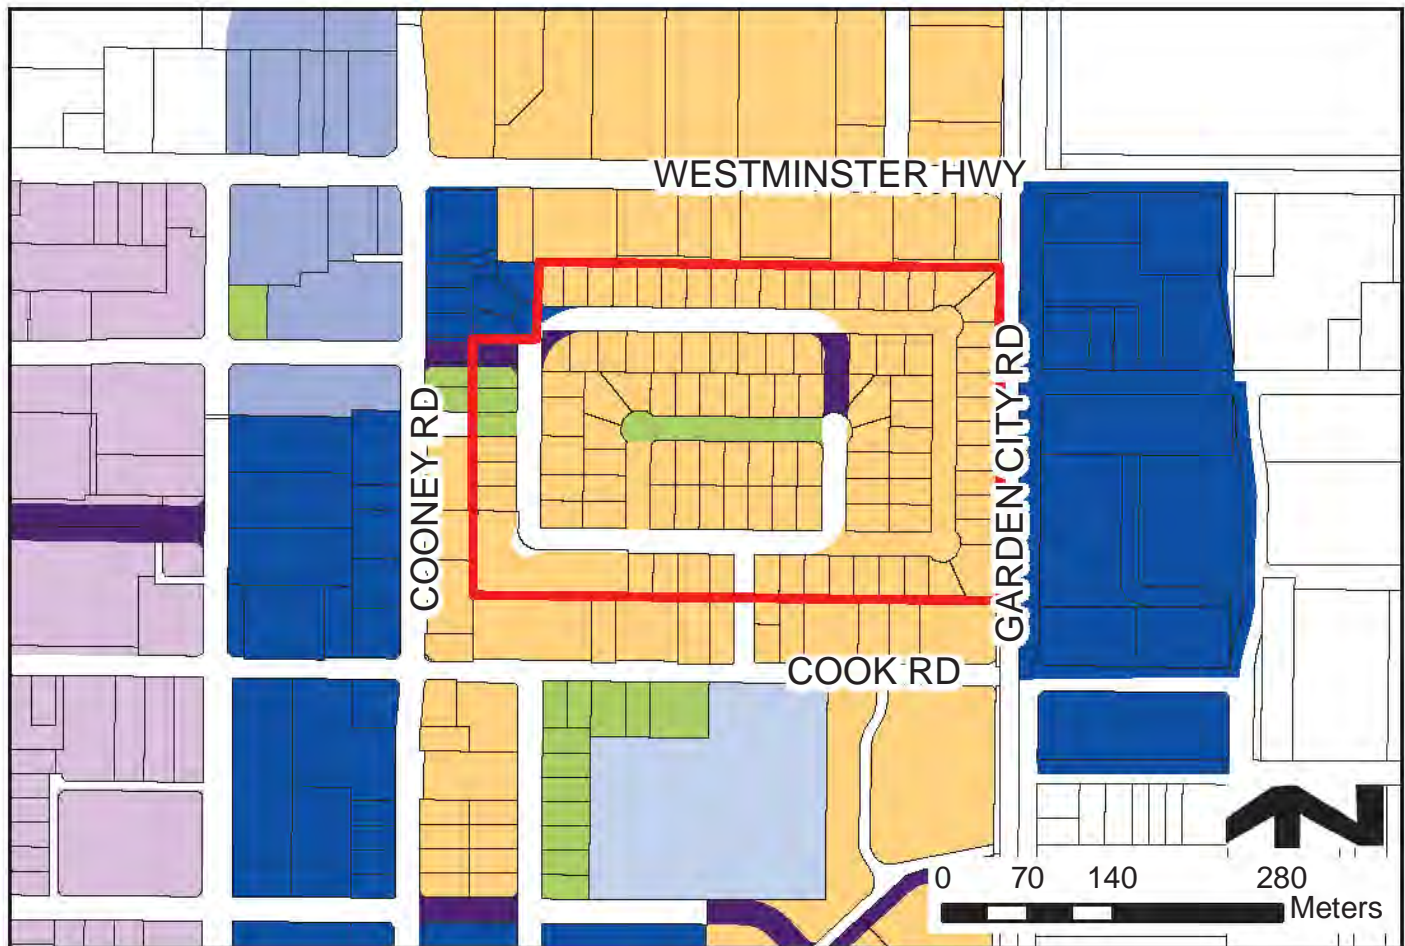 WESTMINSTER HWY
COONEY RD
GARDEN CITY RD
COOK RD
0 70 140 280
Meters